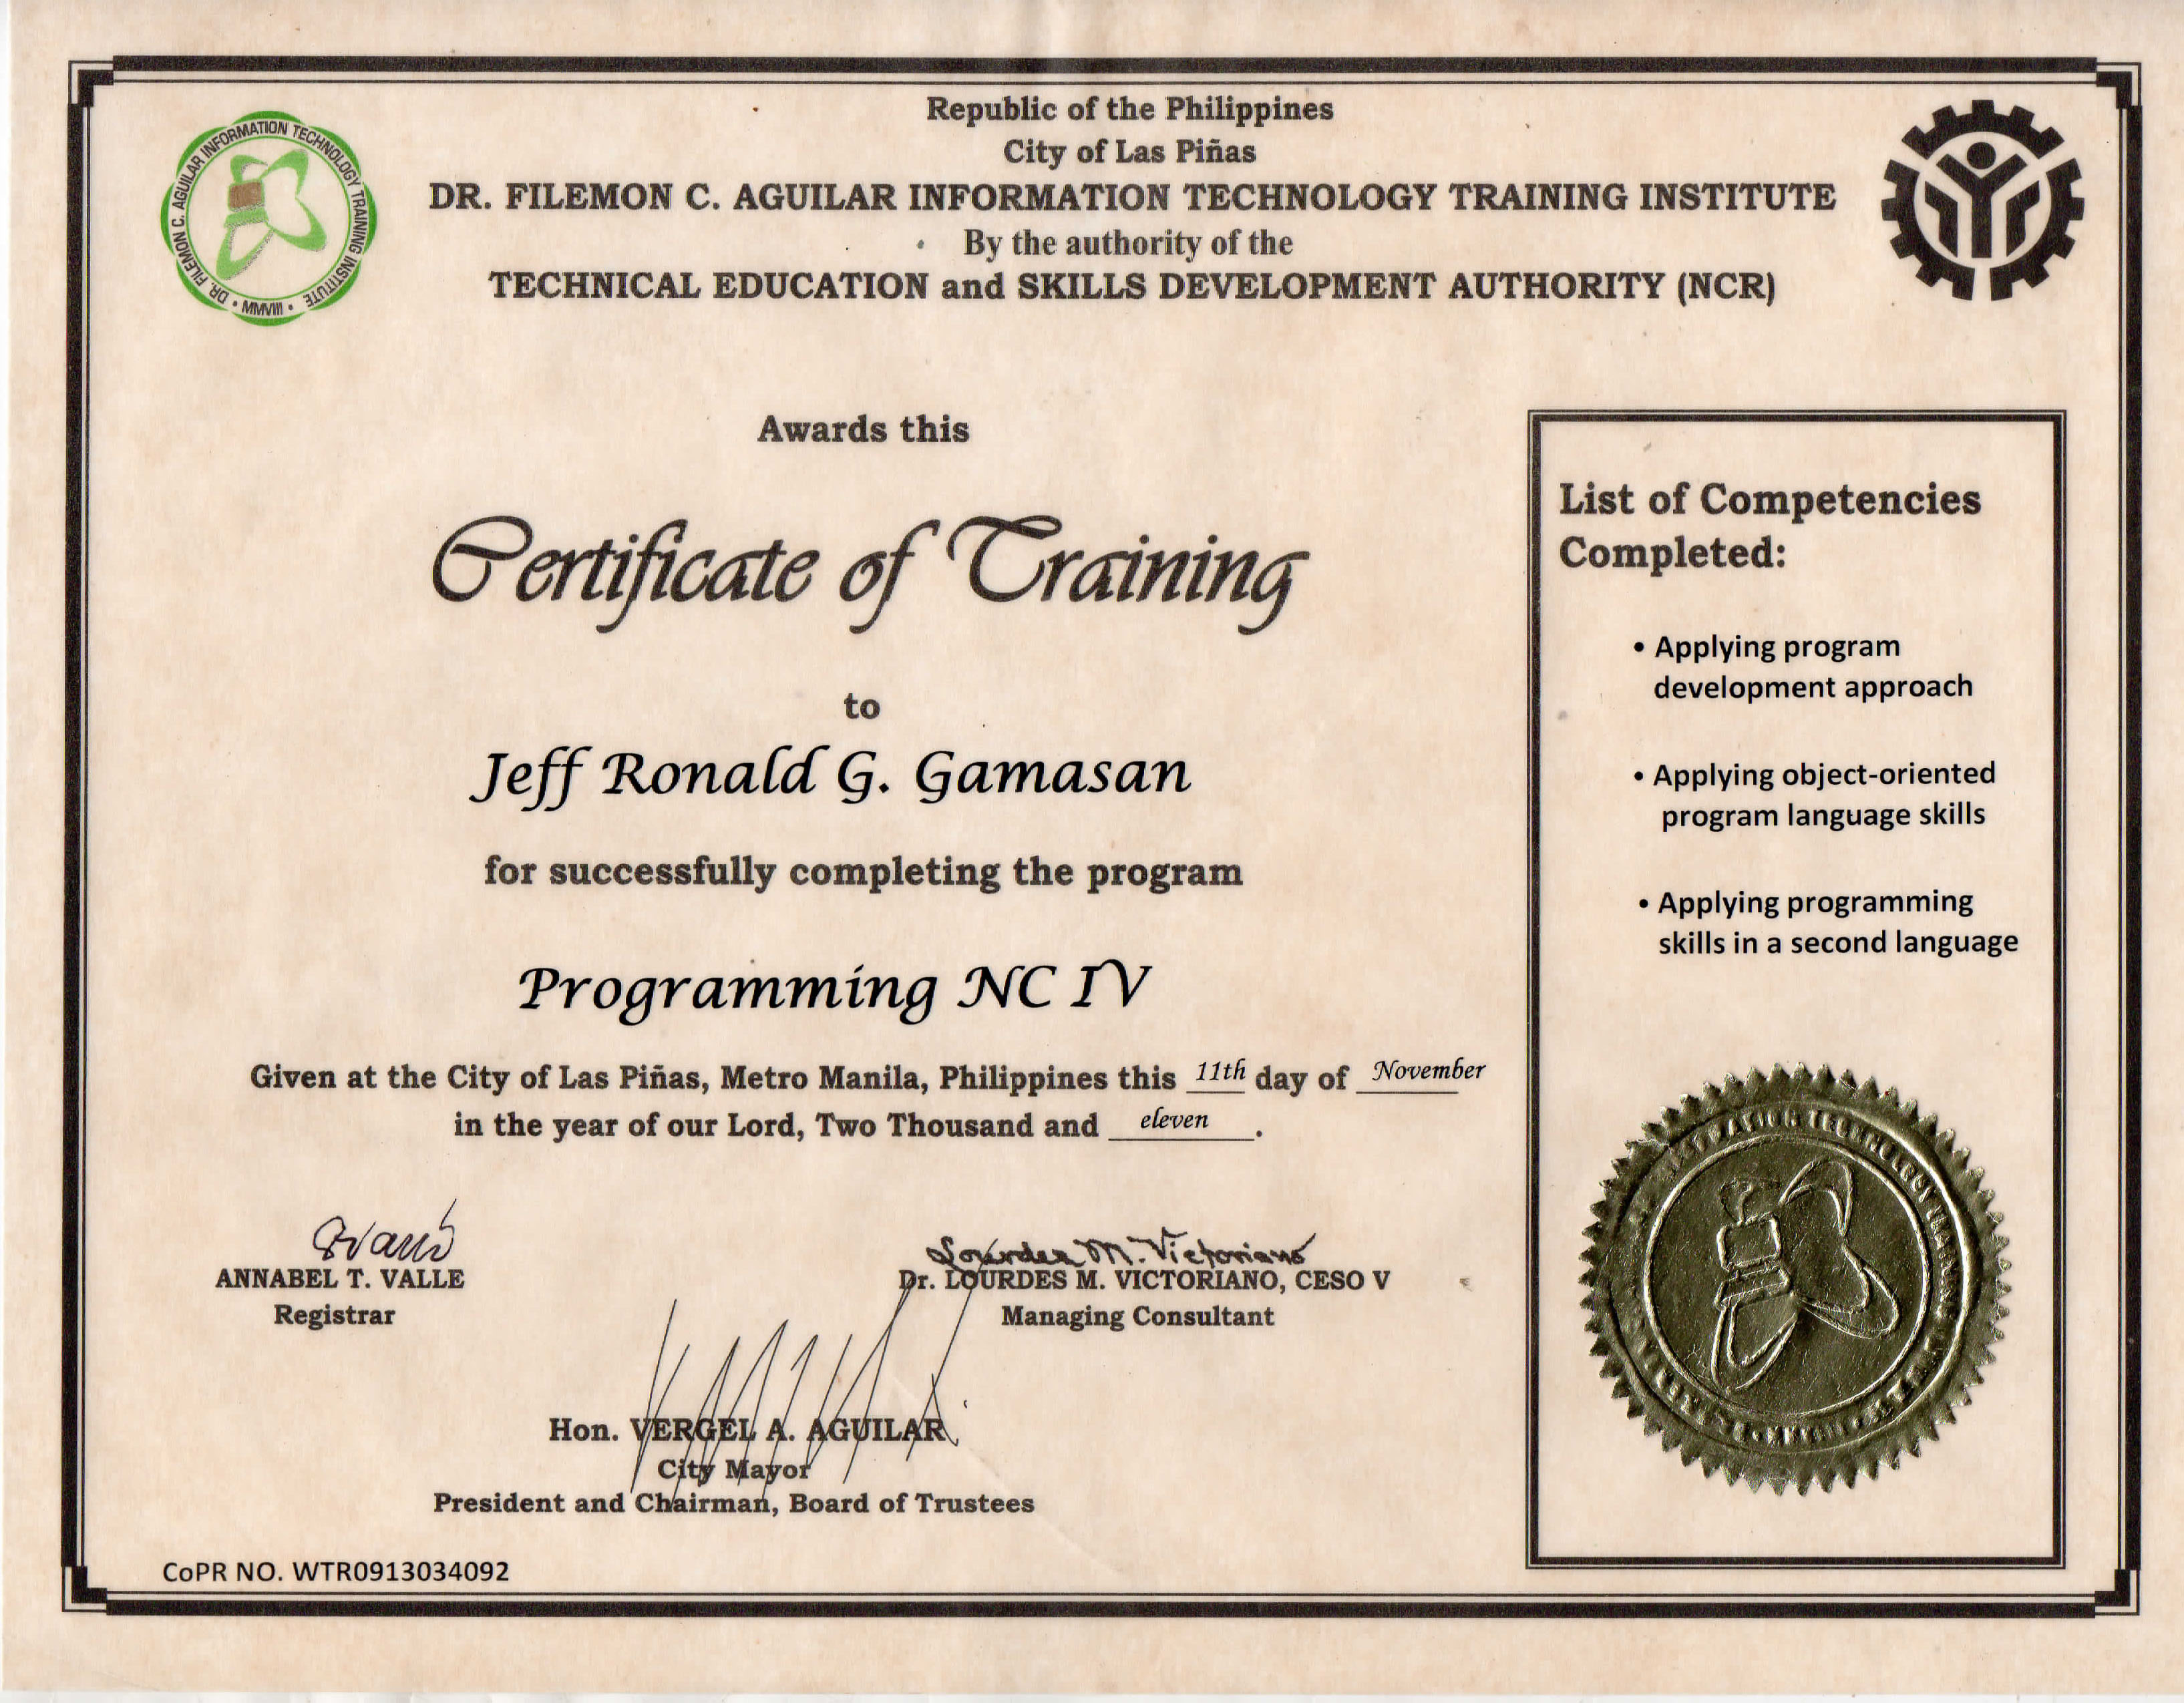 Republic of the Philippines
City of Las Piñas
DR. FILEMON C. AGUILAR INFORMATION TECHNOLOGY TRAINING INSTITUTE
By the authority of the
TECHNICAL EDUCATION and SKILLS DEVELOPMENT AUTHORITY (NCR)
DR. FILEMON C. AGUILAR INFORMATION TECHNOLOGY TRAINING INSTITUTE
• MMVIII •
Awards this
Certificate of Training
to
Jeff Ronald G. Gamasan
for successfully completing the program
Programming NC IV
Given at the City of Las Piñas, Metro Manila, Philippines this 11th day of November
in the year of our Lord, Two Thousand and eleven.
Lourdes M. Victoriano
ANNABEL T. VALLE
Registrar
Dr. LOURDES M. VICTORIANO, CESO V
Managing Consultant
Hon. VERGEL A. AGUILAR
City Mayor
President and Chairman, Board of Trustees
CoPR NO. WTR0913034092
List of Competencies
Completed:
• Applying program
development approach
• Applying object-oriented
program language skills
• Applying programming
skills in a second language
INFORMATION TECHNOLOGY TRAINING